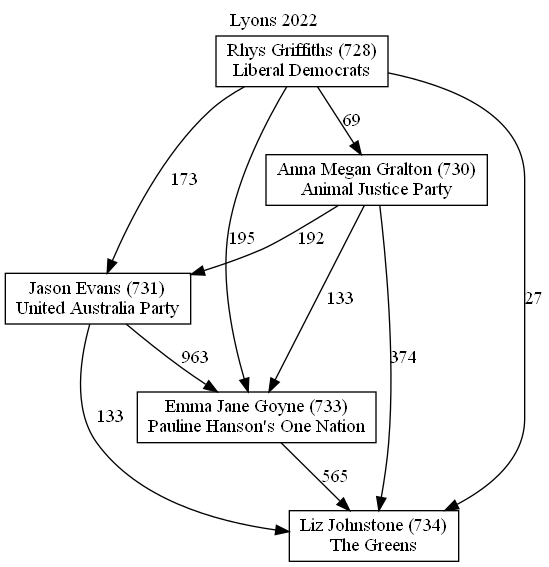 Lyons 2022
Rhys Griffiths (728)
Liberal Democrats
69
Anna Megan Gralton (730)
Animal Justice Party
173
195
192
Jason Evans (731)
United Australia Party
133
27
963
374
Emma Jane Goyne (733)
Pauline Hanson's One Nation
133
565
Liz Johnstone (734)
The Greens